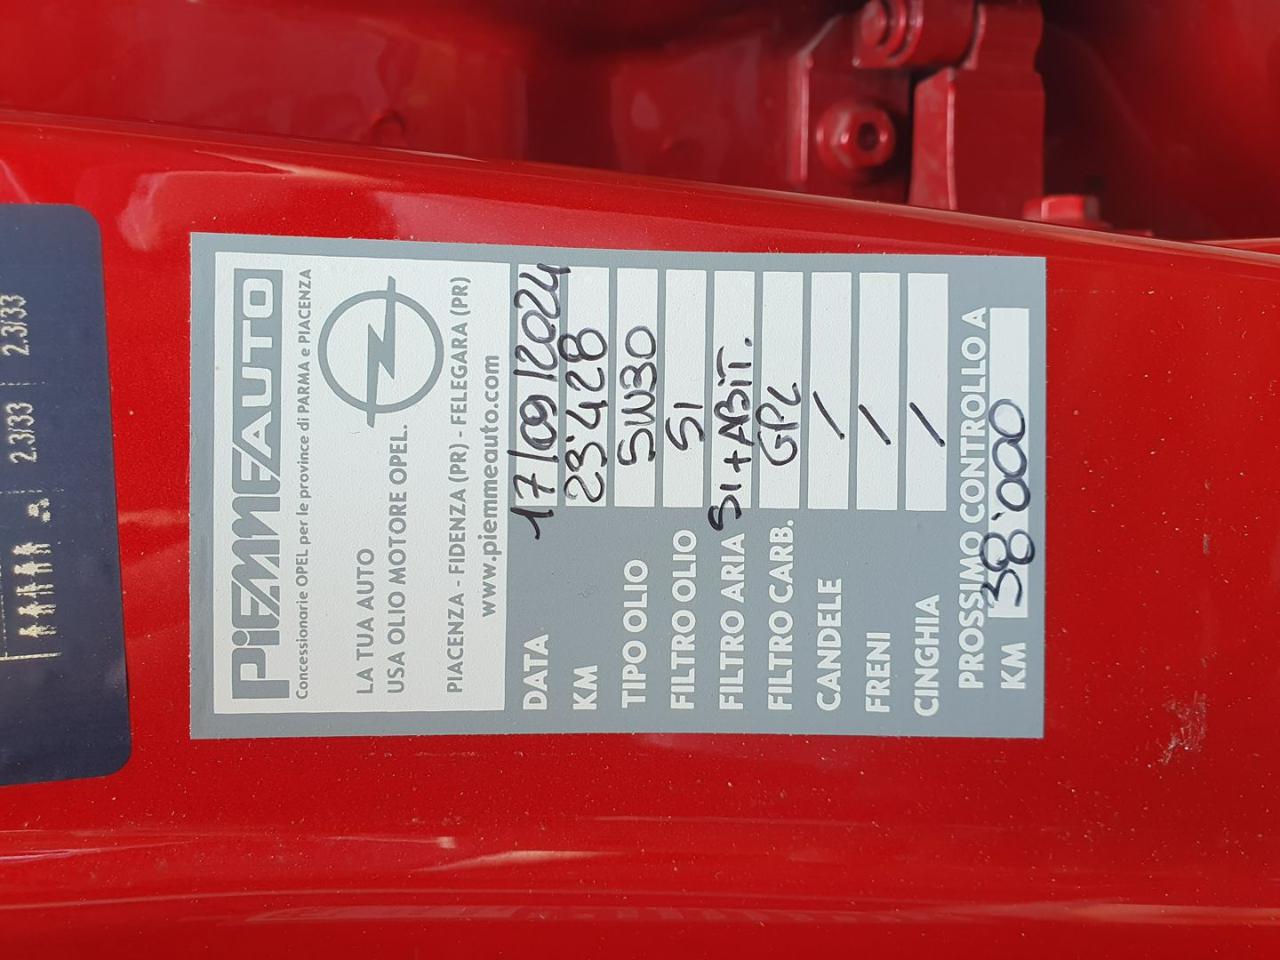 PiEMMEAUTO
Concessionarie OPEL per le province di PARMA e PIACENZA
LA TUA AUTO
USA OLIO MOTORE OPEL.
PIACENZA - FIDENZA (PR) - FELEGARA (PR)
www.piemmeauto.com
DATA 17/09/2024
KM 23'428
TIPO OLIO 5W30
FILTRO OLIO SI
FILTRO ARIA SI+ABIT.
FILTRO CARB. GPL
CANDELE /
FRENI /
CINGHIA /
PROSSIMO CONTROLLO A
KM 38'000
2.3/33 2.3/33